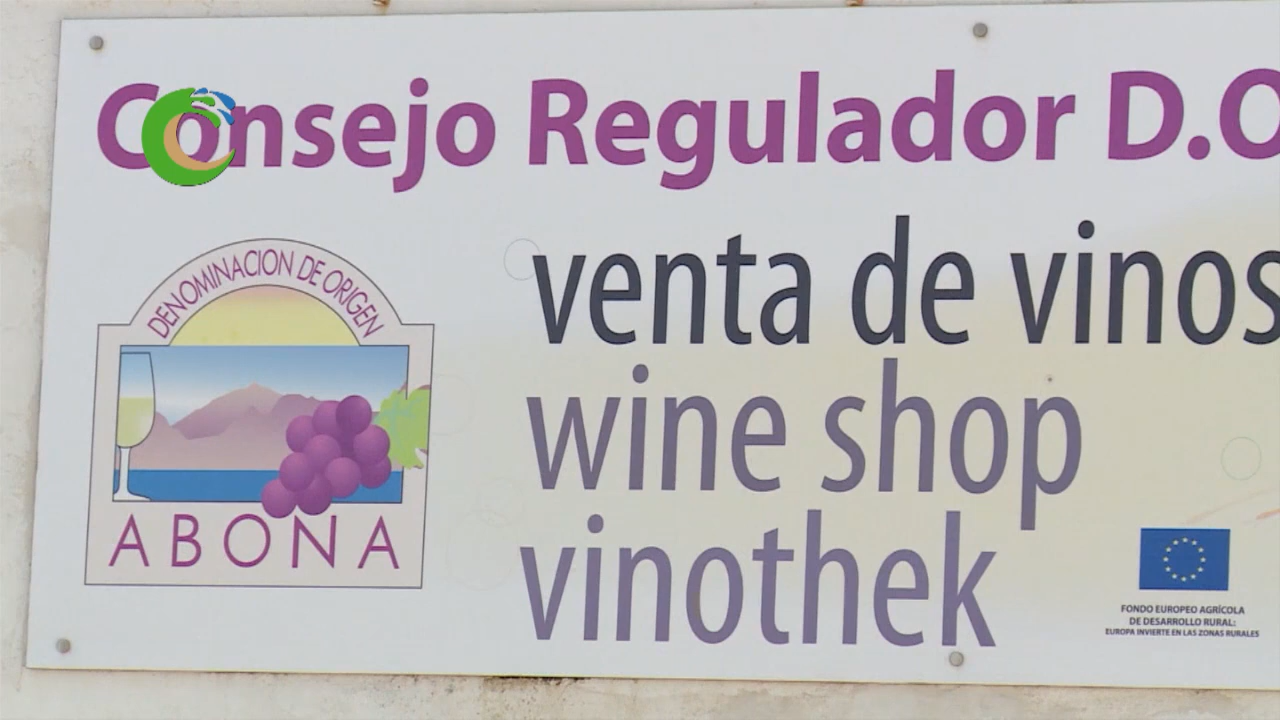 Consejo Regulador D.O
DENOMINACION DE ORIGEN
ABONA
venta de vinos
wine shop
vinothek
FONDO EUROPEO AGRÍCOLA
DE DESARROLLO RURAL:
EUROPA INVIERTE EN LAS ZONAS RURALES